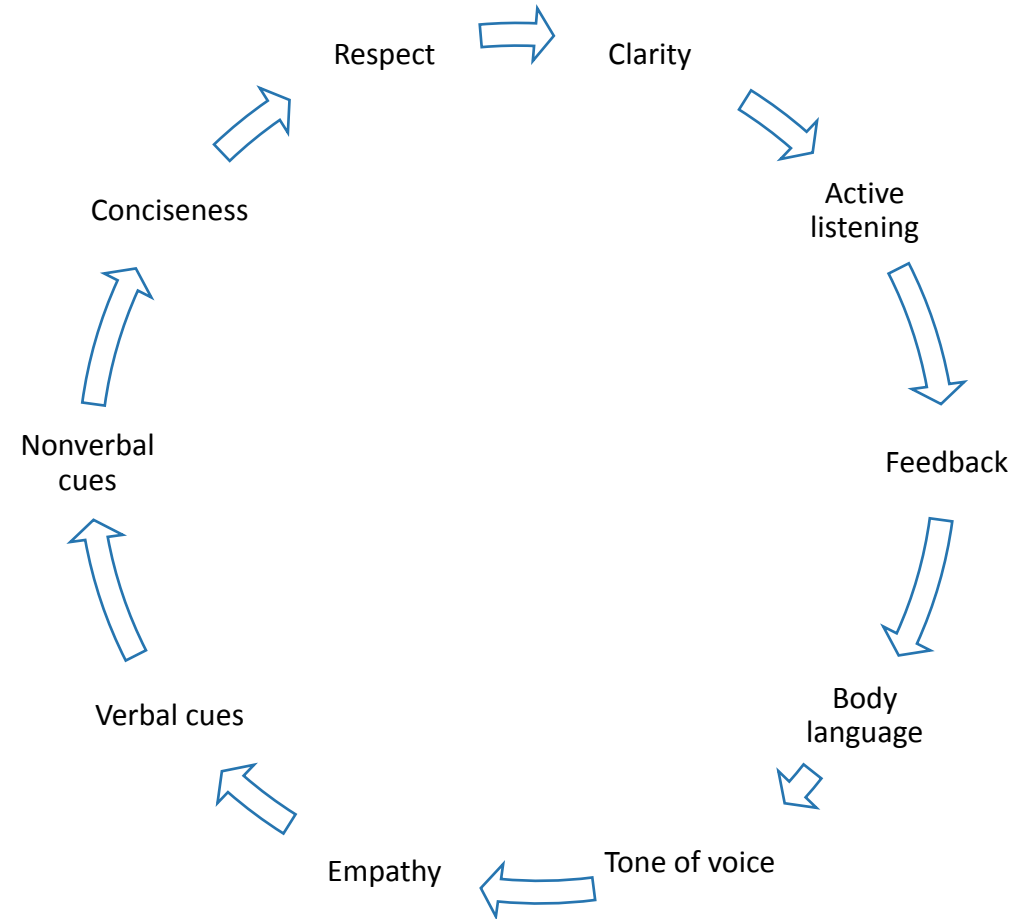 Respect
Clarity
Active
listening
Feedback
Body
language
Tone of voice
Empathy
Verbal cues
Nonverbal
cues
Conciseness